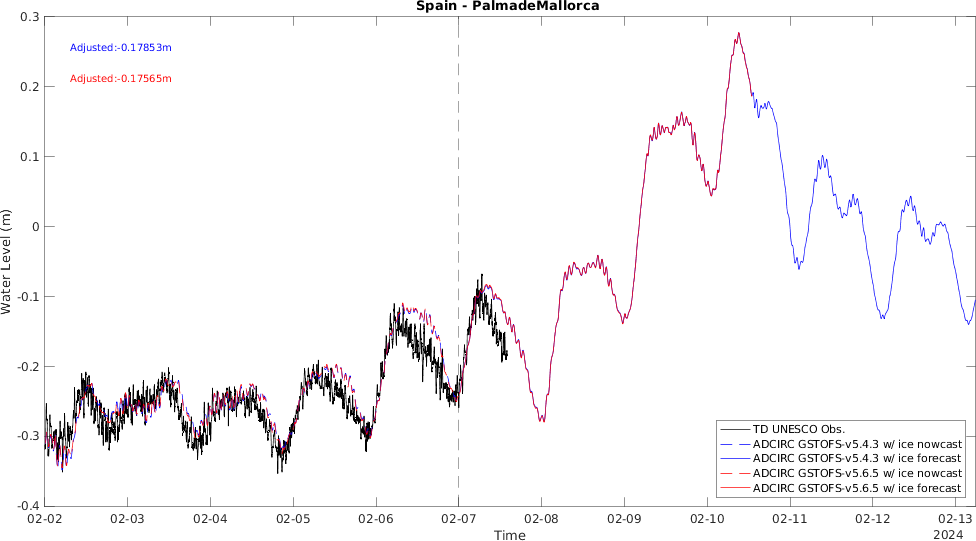 Spain - PalmadeMallorca
Adjusted:-0.17853m
Adjusted:-0.17565m
0.3
0.2
0.1
0
-0.1
-0.2
-0.3
-0.4
Water Level (m)
TD UNESCO Obs.
ADCIRC GSTOFS-v5.4.3 w/ ice nowcast
ADCIRC GSTOFS-v5.4.3 w/ ice forecast
ADCIRC GSTOFS-v5.6.5 w/ ice nowcast
ADCIRC GSTOFS-v5.6.5 w/ ice forecast
02-02 02-03 02-04 02-05 02-06 02-07 02-08 02-09 02-10 02-11 02-12 02-13
Time
2024